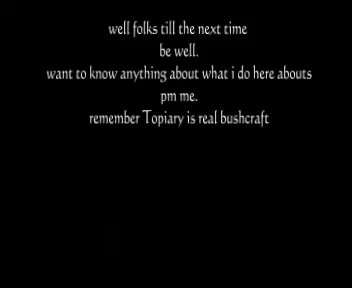 well folks till the next time
be well.
want to know anything about what i do here abouts
pm me.
remember Topiary is real bushcraft